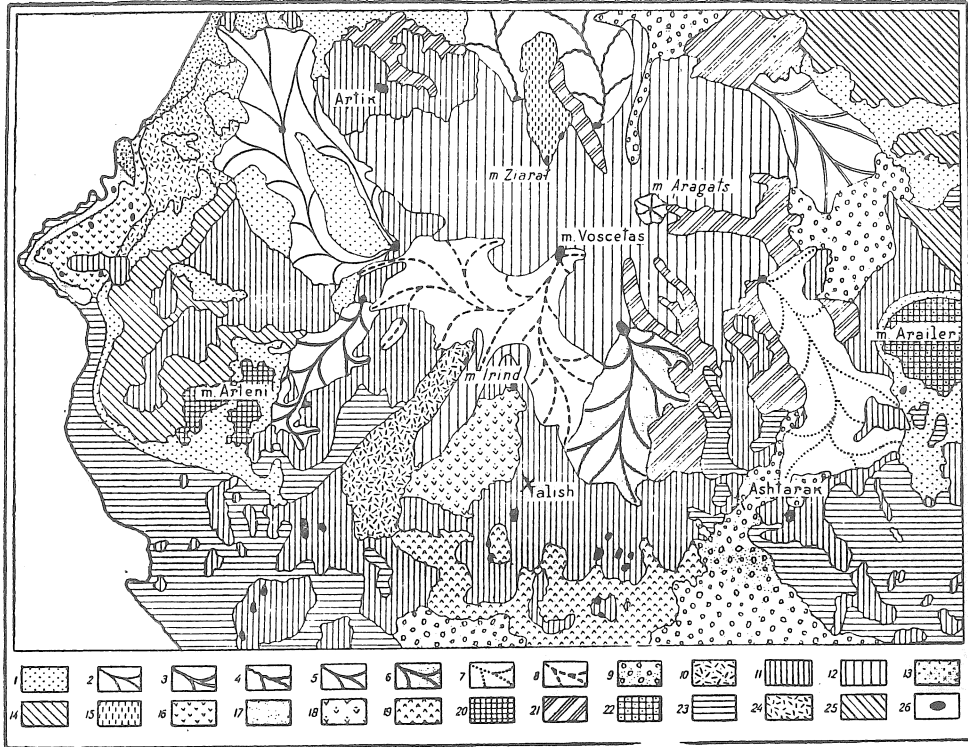 Artik
m Ziarat
m Aragats
m. Voscetas
m. Arailer
m. Irind
m. Arteni
Talish
Ashtarak
1 2 3 4 5 6 7 8 9 10 11 12 13
14 15 16 17 18 19 20 21 22 23 24 25 26